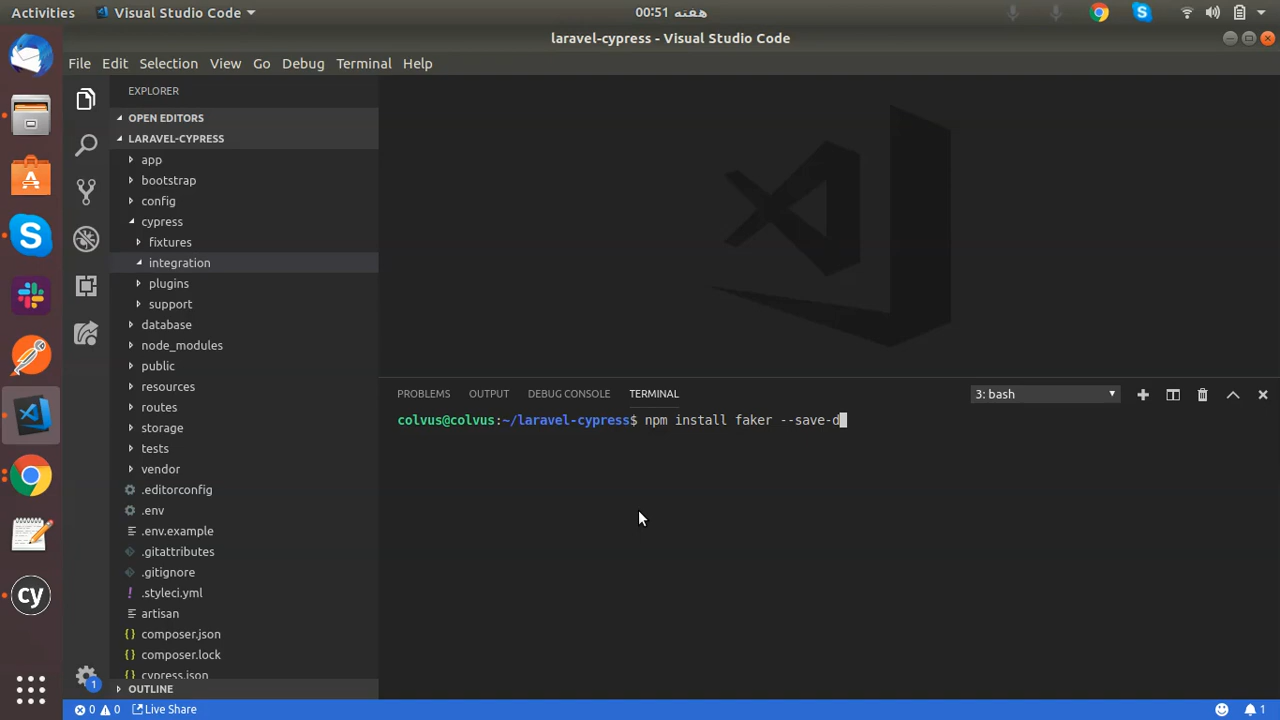 Activities
Visual Studio Code
هفته 00:51
laravel-cypress - Visual Studio Code
File Edit Selection View Go Debug Terminal Help
EXPLORER
OPEN EDITORS
LARAVEL-CYPRESS
app
bootstrap
config
cypress
fixtures
integration
plugins
support
database
node_modules
public
resources
routes
storage
tests
vendor
.editorconfig
.env
.env.example
.gitattributes
.gitignore
.styleci.yml
artisan
composer.json
composer.lock
cypress.json
OUTLINE
PROBLEMS OUTPUT DEBUG CONSOLE TERMINAL
3: bash
colvus@colvus:~/laravel-cypress$ npm install faker --save-d
S
A
cy
1
0 0 Live Share
1